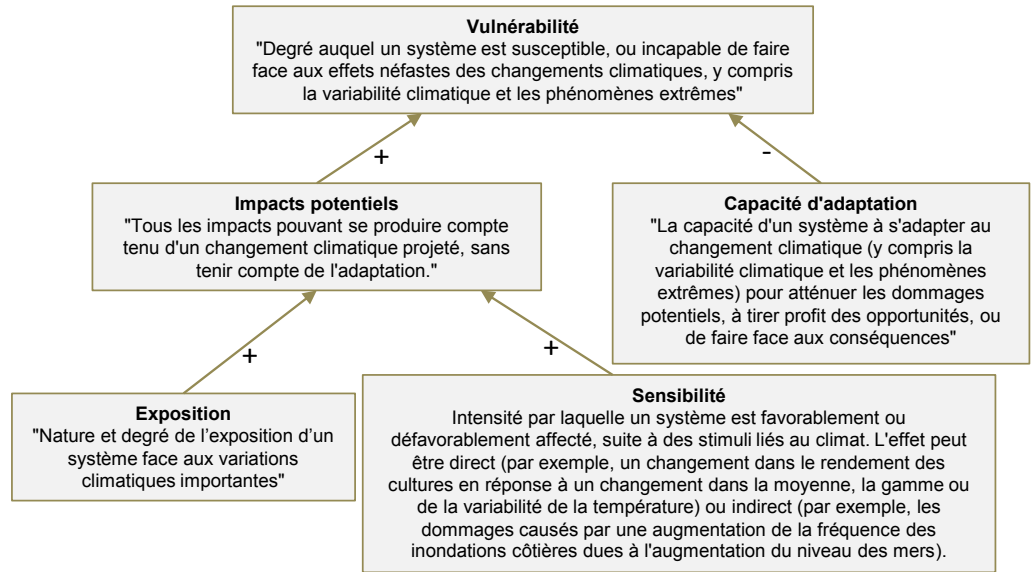 Vulnérabilité
"Degré auquel un système est susceptible, ou incapable de faire
face aux effets néfastes des changements climatiques, y compris
la variabilité climatique et les phénomènes extrêmes"
+
-
Impacts potentiels
"Tous les impacts pouvant se produire compte
tenu d'un changement climatique projeté, sans
tenir compte de l'adaptation."
Capacité d'adaptation
"La capacité d'un système à s'adapter au
changement climatique (y compris la
variabilité climatique et les phénomènes
extrêmes) pour atténuer les dommages
potentiels, à tirer profit des opportunités, ou
de faire face aux conséquences"
+
+
Exposition
"Nature et degré de l’exposition d’un
système face aux variations
climatiques importantes"
Sensibilité
Intensité par laquelle un système est favorablement ou
défavorablement affecté, suite à des stimuli liés au climat. L'effet peut
être direct (par exemple, un changement dans le rendement des
cultures en réponse à un changement dans la moyenne, la gamme ou
de la variabilité de la température) ou indirect (par exemple, les
dommages causés par une augmentation de la fréquence des
inondations côtières dues à l'augmentation du niveau des mers).